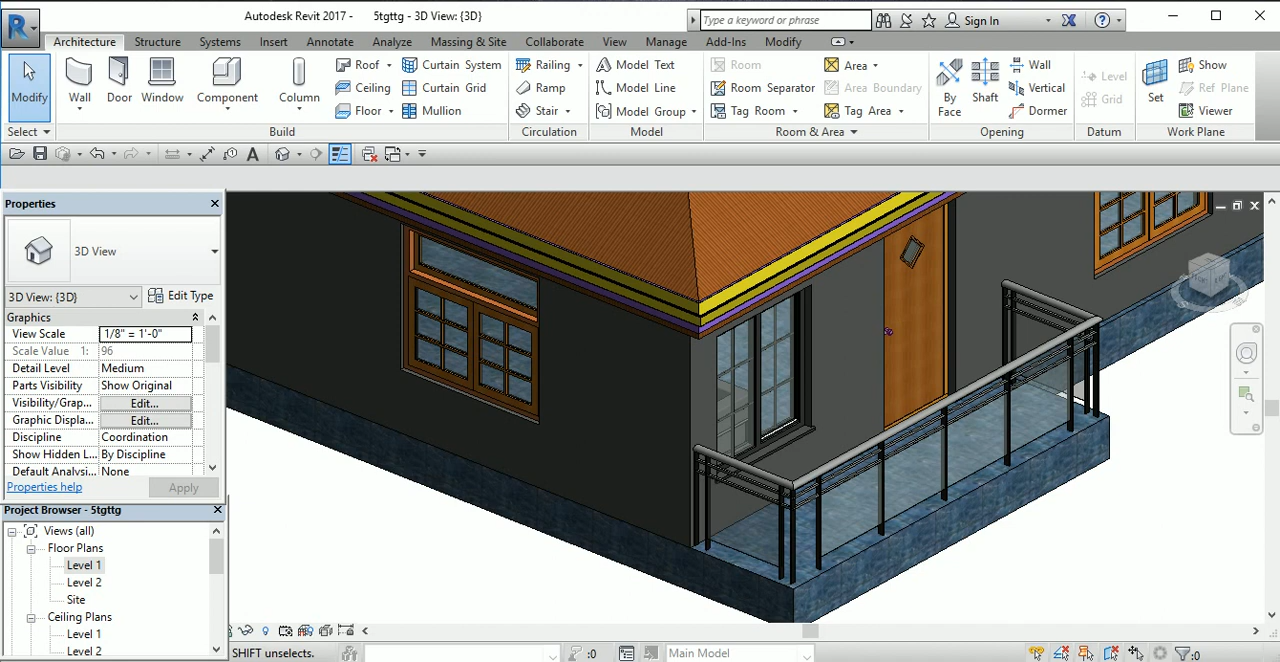 Autodesk Revit 2017 - 5tgttg - 3D View: {3D}
Type a keyword or phrase
Sign In
Architecture Structure Systems Insert Annotate Analyze Massing & Site Collaborate View Manage Add-Ins Modify
Modify
Select
Wall
Door
Window
Component
Column
Roof
Ceiling
Floor
Curtain System
Curtain Grid
Mullion
Build
Railing
Ramp
Stair
Circulation
Model Text
Model Line
Model Group
Model
Room
Room Separator
Tag Room
Area
Area Boundary
Tag Area
Room & Area
By
Face
Shaft
Wall
Vertical
Dormer
Opening
Level
Grid
Datum
Set
Show
Ref Plane
Viewer
Work Plane
Properties
3D View
3D View: {3D}
Edit Type
Graphics
View Scale 1/8" = 1'-0"
Scale Value 1: 96
Detail Level Medium
Parts Visibility Show Original
Visibility/Grap... Edit...
Graphic Displa... Edit...
Discipline Coordination
Show Hidden L... By Discipline
Default Analysi... None
Properties help
Apply
Project Browser - 5tgttg
Views (all)
Floor Plans
Level 1
Level 2
Site
Ceiling Plans
Level 1
Level 2
SHIFT unselects.
:0
Main Model
:0